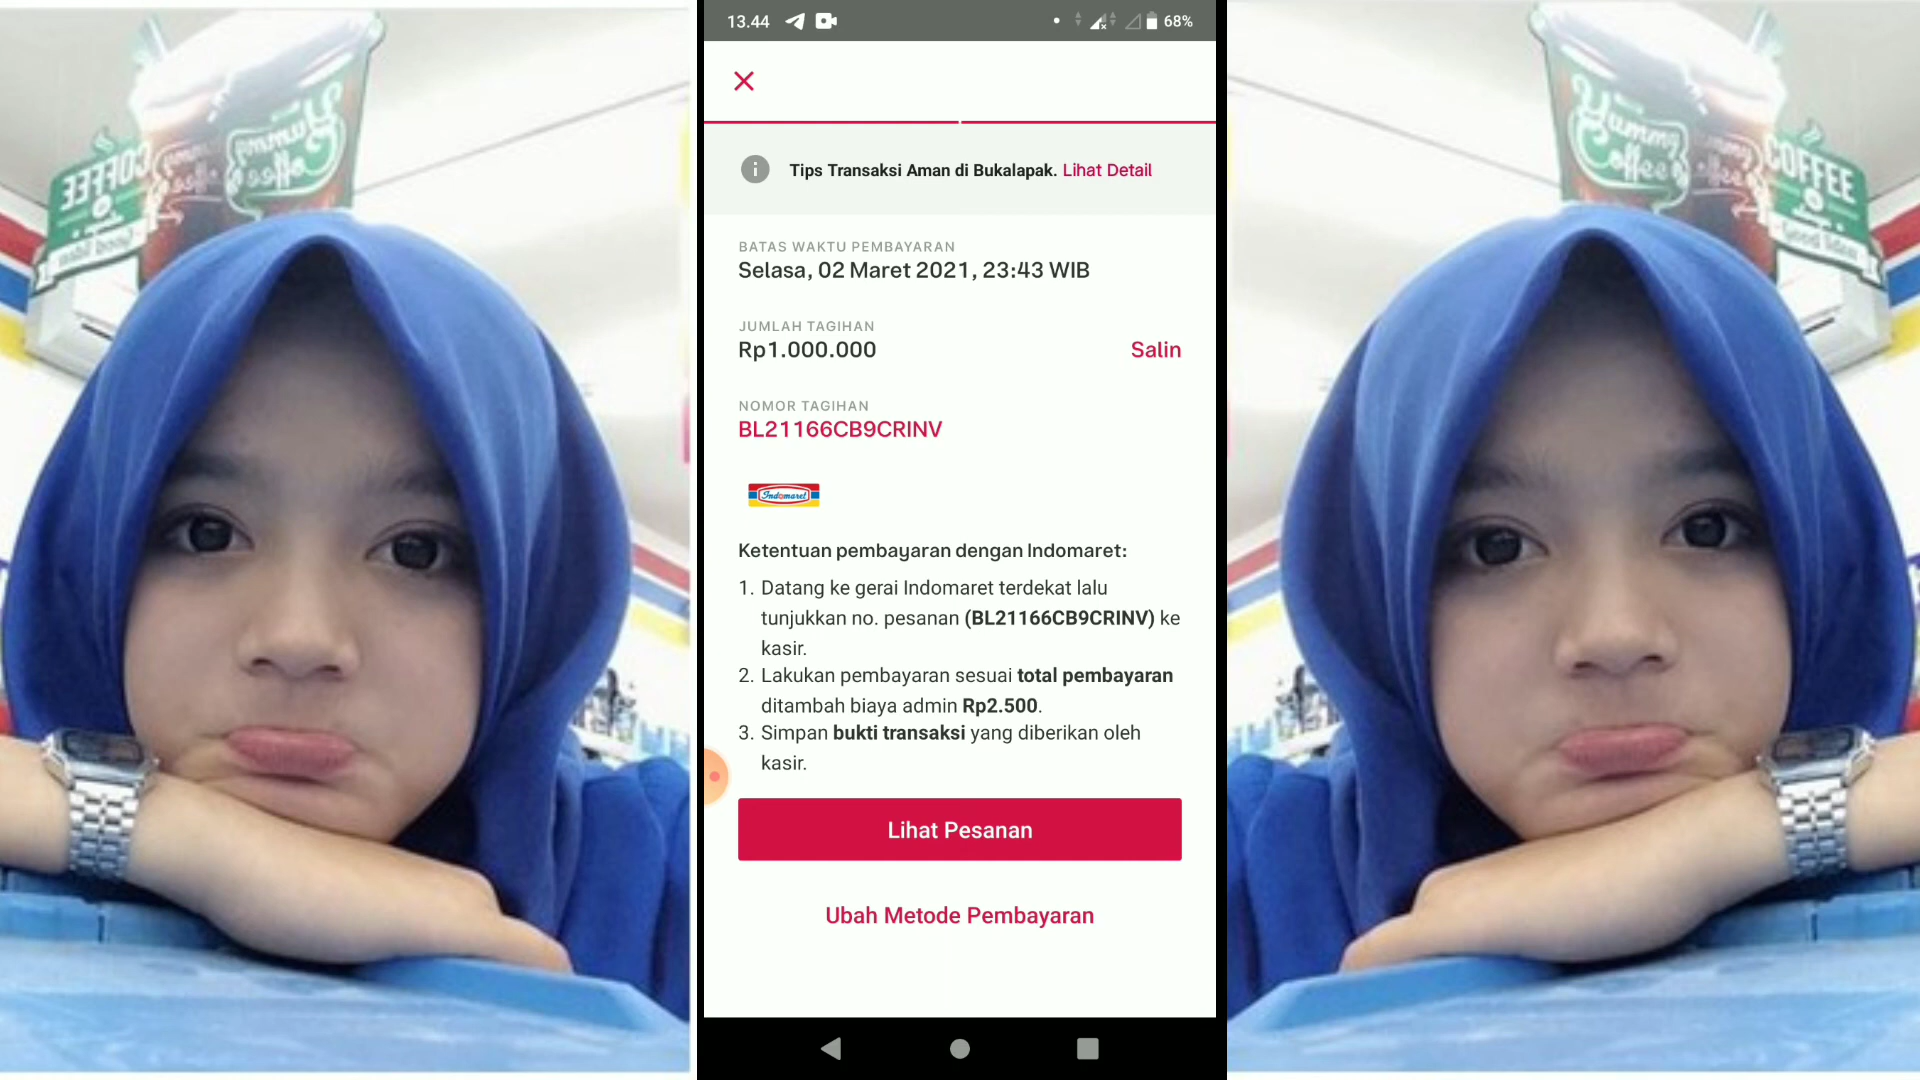 13.44
68%
Tips Transaksi Aman di Bukalapak. Lihat Detail
BATAS WAKTU PEMBAYARAN
Selasa, 02 Maret 2021, 23:43 WIB
JUMLAH TAGIHAN
Rp1.000.000
Salin
NOMOR TAGIHAN
BL21166CB9CRINV
Indomaret
Ketentuan pembayaran dengan Indomaret:
1. Datang ke gerai Indomaret terdekat lalu
tunjukkan no. pesanan (BL21166CB9CRINV) ke
kasir.
2. Lakukan pembayaran sesuai total pembayaran
ditambah biaya admin Rp2.500.
3. Simpan bukti transaksi yang diberikan oleh
kasir.
Lihat Pesanan
Ubah Metode Pembayaran
Yummy
Coffee
COFFEE
Yummy
Coffee
COFFEE